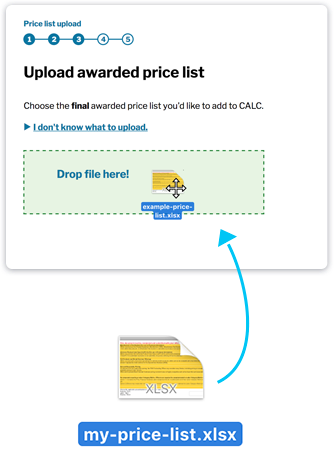 Price list upload
1 2 3 4 5
Upload awarded price list
Choose the final awarded price list you'd like to add to CALC.
I don't know what to upload.
Drop file here!
example-price-
list.xlsx
XLSX
my-price-list.xlsx